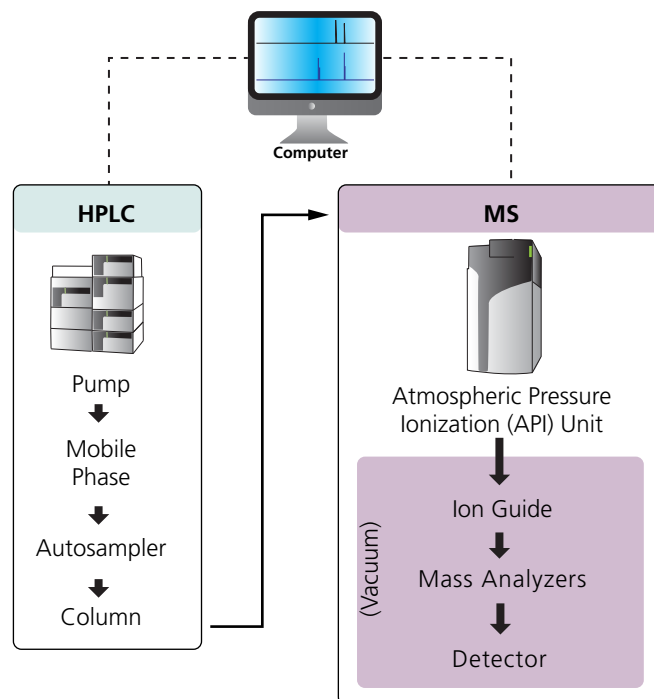 Computer
HPLC
Pump
Mobile
Phase
Autosampler
Column
MS
Atmospheric Pressure
Ionization (API) Unit
(Vacuum)
Ion Guide
Mass Analyzers
Detector